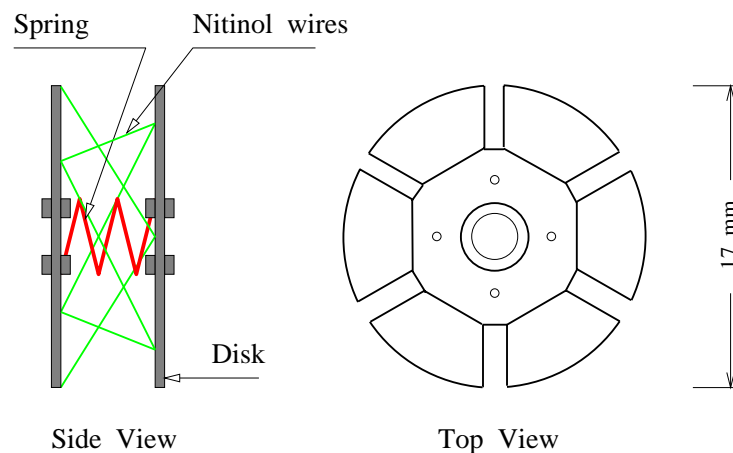 Spring
Nitinol wires
17 mm
Disk
Side View
Top View